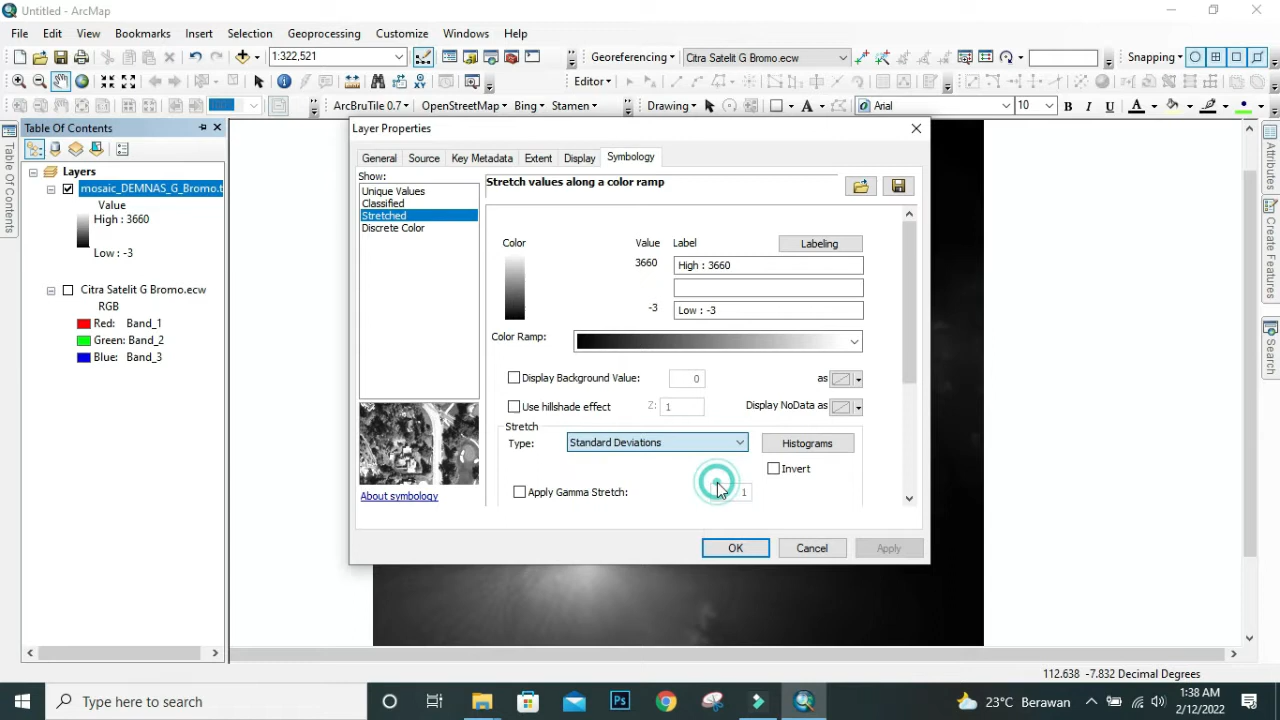 Untitled - ArcMap
File Edit View Bookmarks Insert Selection Geoprocessing Customize Windows Help
1:322,521 Georeferencing Citra Satelit G Bromo.ecw Snapping
Editor
ArcBruTile 0.7 OpenStreetMap Bing Stamen Drawing Arial 10 B I U A
Table Of Contents
Layers
mosaic_DEMNAS_G_Bromo.t
Value
High : 3660
Low : -3
Citra Satelit G Bromo.ecw
RGB
Red: Band_1
Green: Band_2
Blue: Band_3
Table Of Contents
Layer Properties
General Source Key Metadata Extent Display Symbology
Show:
Unique Values
Classified
Stretched
Discrete Color
About symbology
Stretch values along a color ramp
Color Value Label Labeling
3660 High : 3660
-3 Low : -3
Color Ramp:
Display Background Value: 0 as
Use hillshade effect Z: 1 Display NoData as
Stretch
Type: Standard Deviations Histograms
Invert
Apply Gamma Stretch: 1
OK Cancel Apply
Attributes
Create Features
Search
112.638 -7.832 Decimal Degrees
Type here to search
Ps
23°C Berawan
1:38 AM
2/12/2022